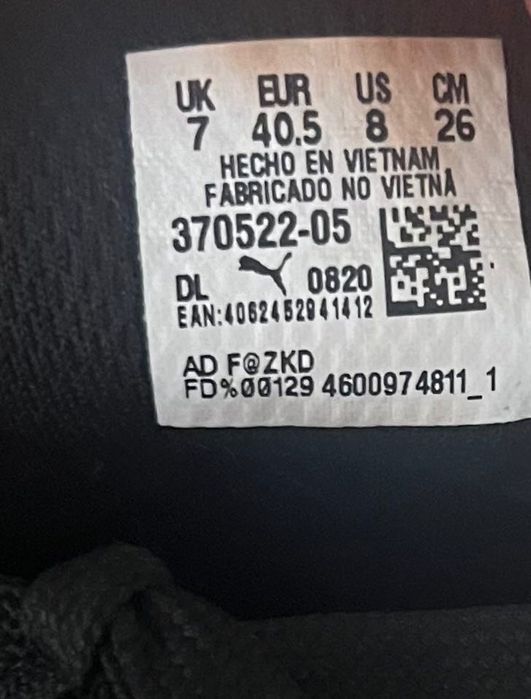 UK EUR US CM
7 40.5 8 26
HECHO EN VIETNAM
FABRICADO NO VIETNÃ
370522-05
DL 0820
EAN:4062452941412
AD F@ZKD
FD%00129 4600974811_1